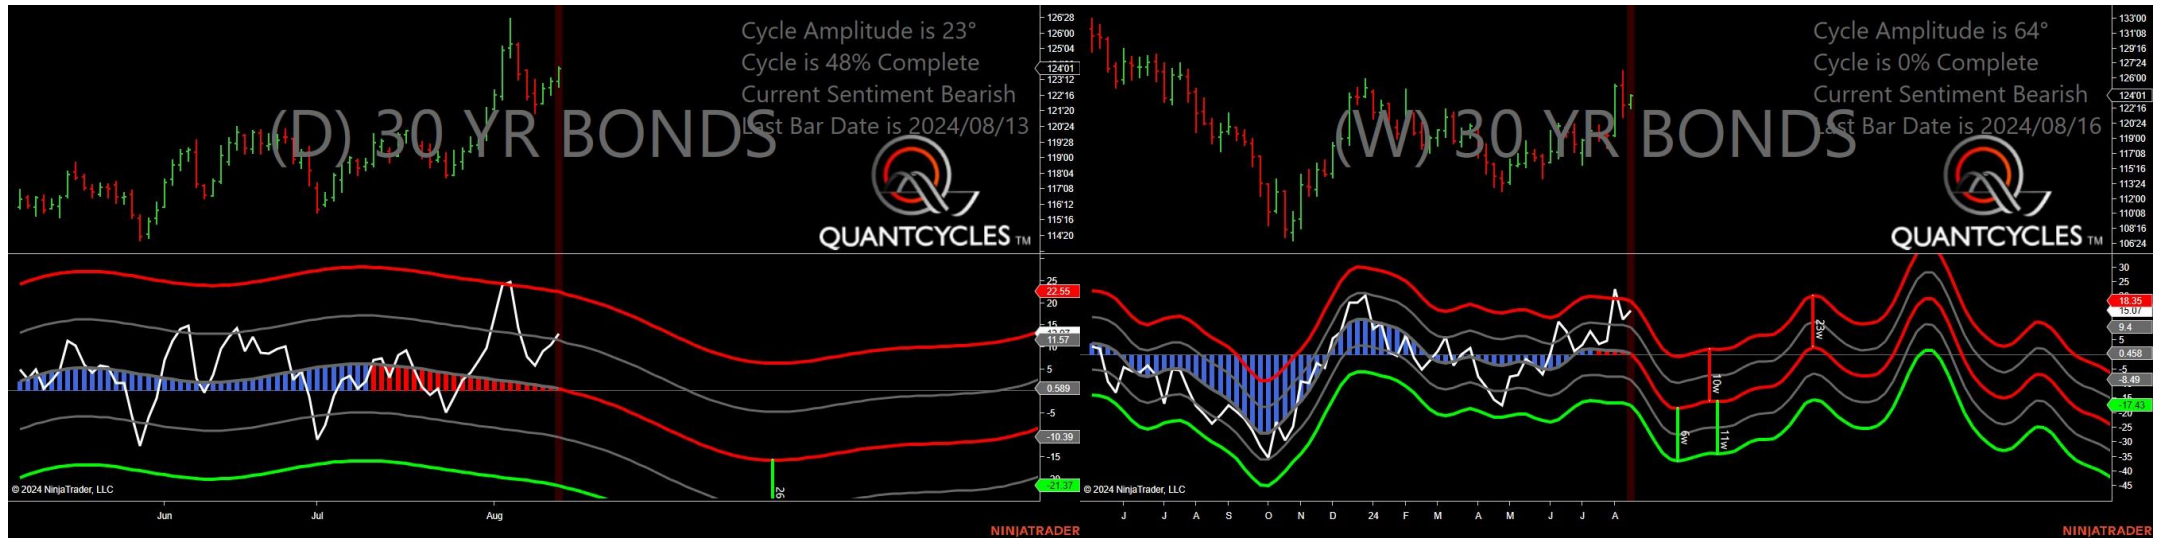 Cycle Amplitude is 23°
Cycle is 48% Complete
Current Sentiment Bearish
Last Bar Date is 2024/08/13
(D) 30 YR BONDS
QUANTCYCLES TM
126'28
126'00
125'04
124'01
123'12
122'16
121'20
120'24
119'28
119'00
118'04
117'08
116'12
115'16
114'20
25
22.55
20
15
11.57
10
5
0.589
-5
-10.39
-15
-21.37
26
© 2024 NinjaTrader, LLC
Jun
Jul
Aug
NINJATRADER
Cycle Amplitude is 64°
Cycle is 0% Complete
Current Sentiment Bearish
Last Bar Date is 2024/08/16
(W) 30 YR BONDS
QUANTCYCLES TM
133'00
131'08
129'16
127'24
126'00
124'01
122'16
120'24
119'00
117'08
115'16
113'24
112'00
110'08
108'16
106'24
30
25
18.35
15.07
9.4
5
0.458
-5
-8.49
-17.43
-25
-30
-35
-40
-45
23w
10w
6w
11w
© 2024 NinjaTrader, LLC
J
J
A
S
O
N
D
24
F
M
A
M
J
J
A
NINJATRADER